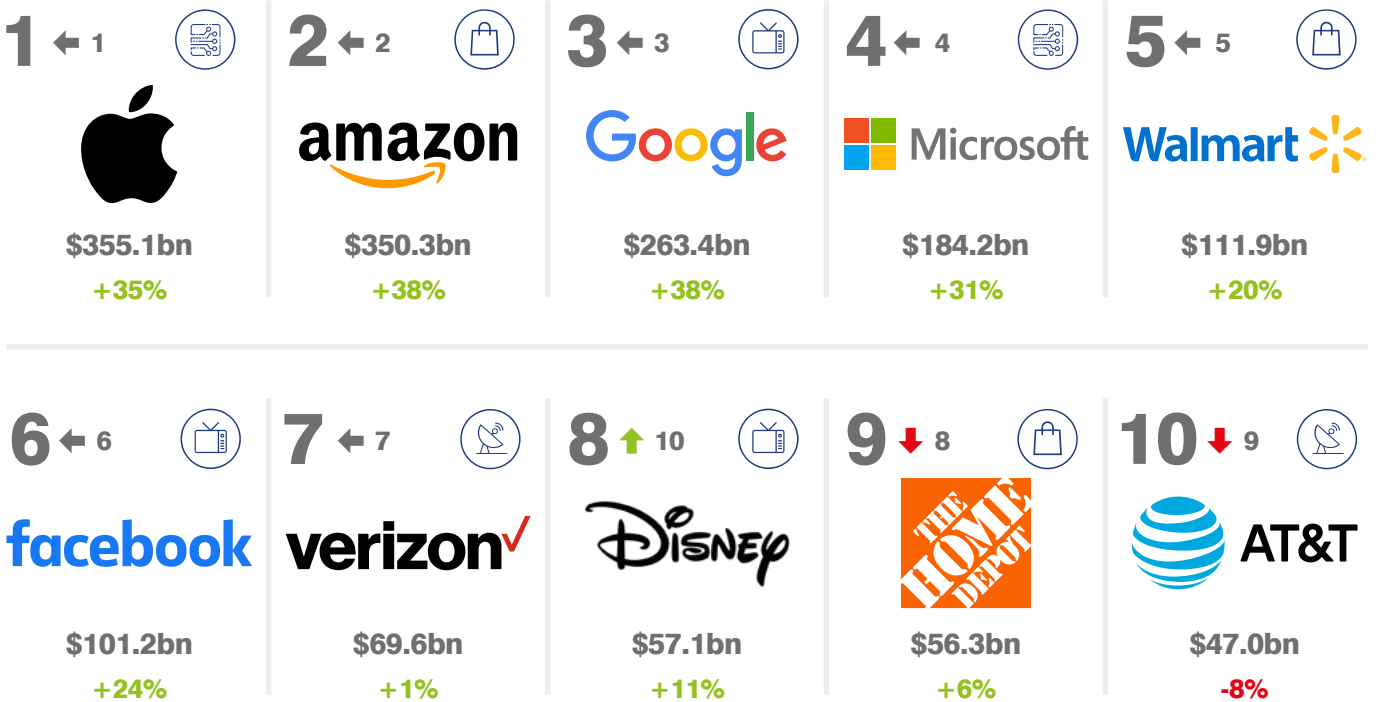 1 1
2 2
3 3
4 4
5 5
amazon
Google
Microsoft
Walmart
$355.1bn
$350.3bn
$263.4bn
$184.2bn
$111.9bn
+35%
+38%
+38%
+31%
+20%
6 6
7 7
8 10
9 8
10 9
facebook
verizon
DISNEY
THE
HOME
DEPOT
AT&T
$101.2bn
$69.6bn
$57.1bn
$56.3bn
$47.0bn
+24%
+1%
+11%
+6%
-8%